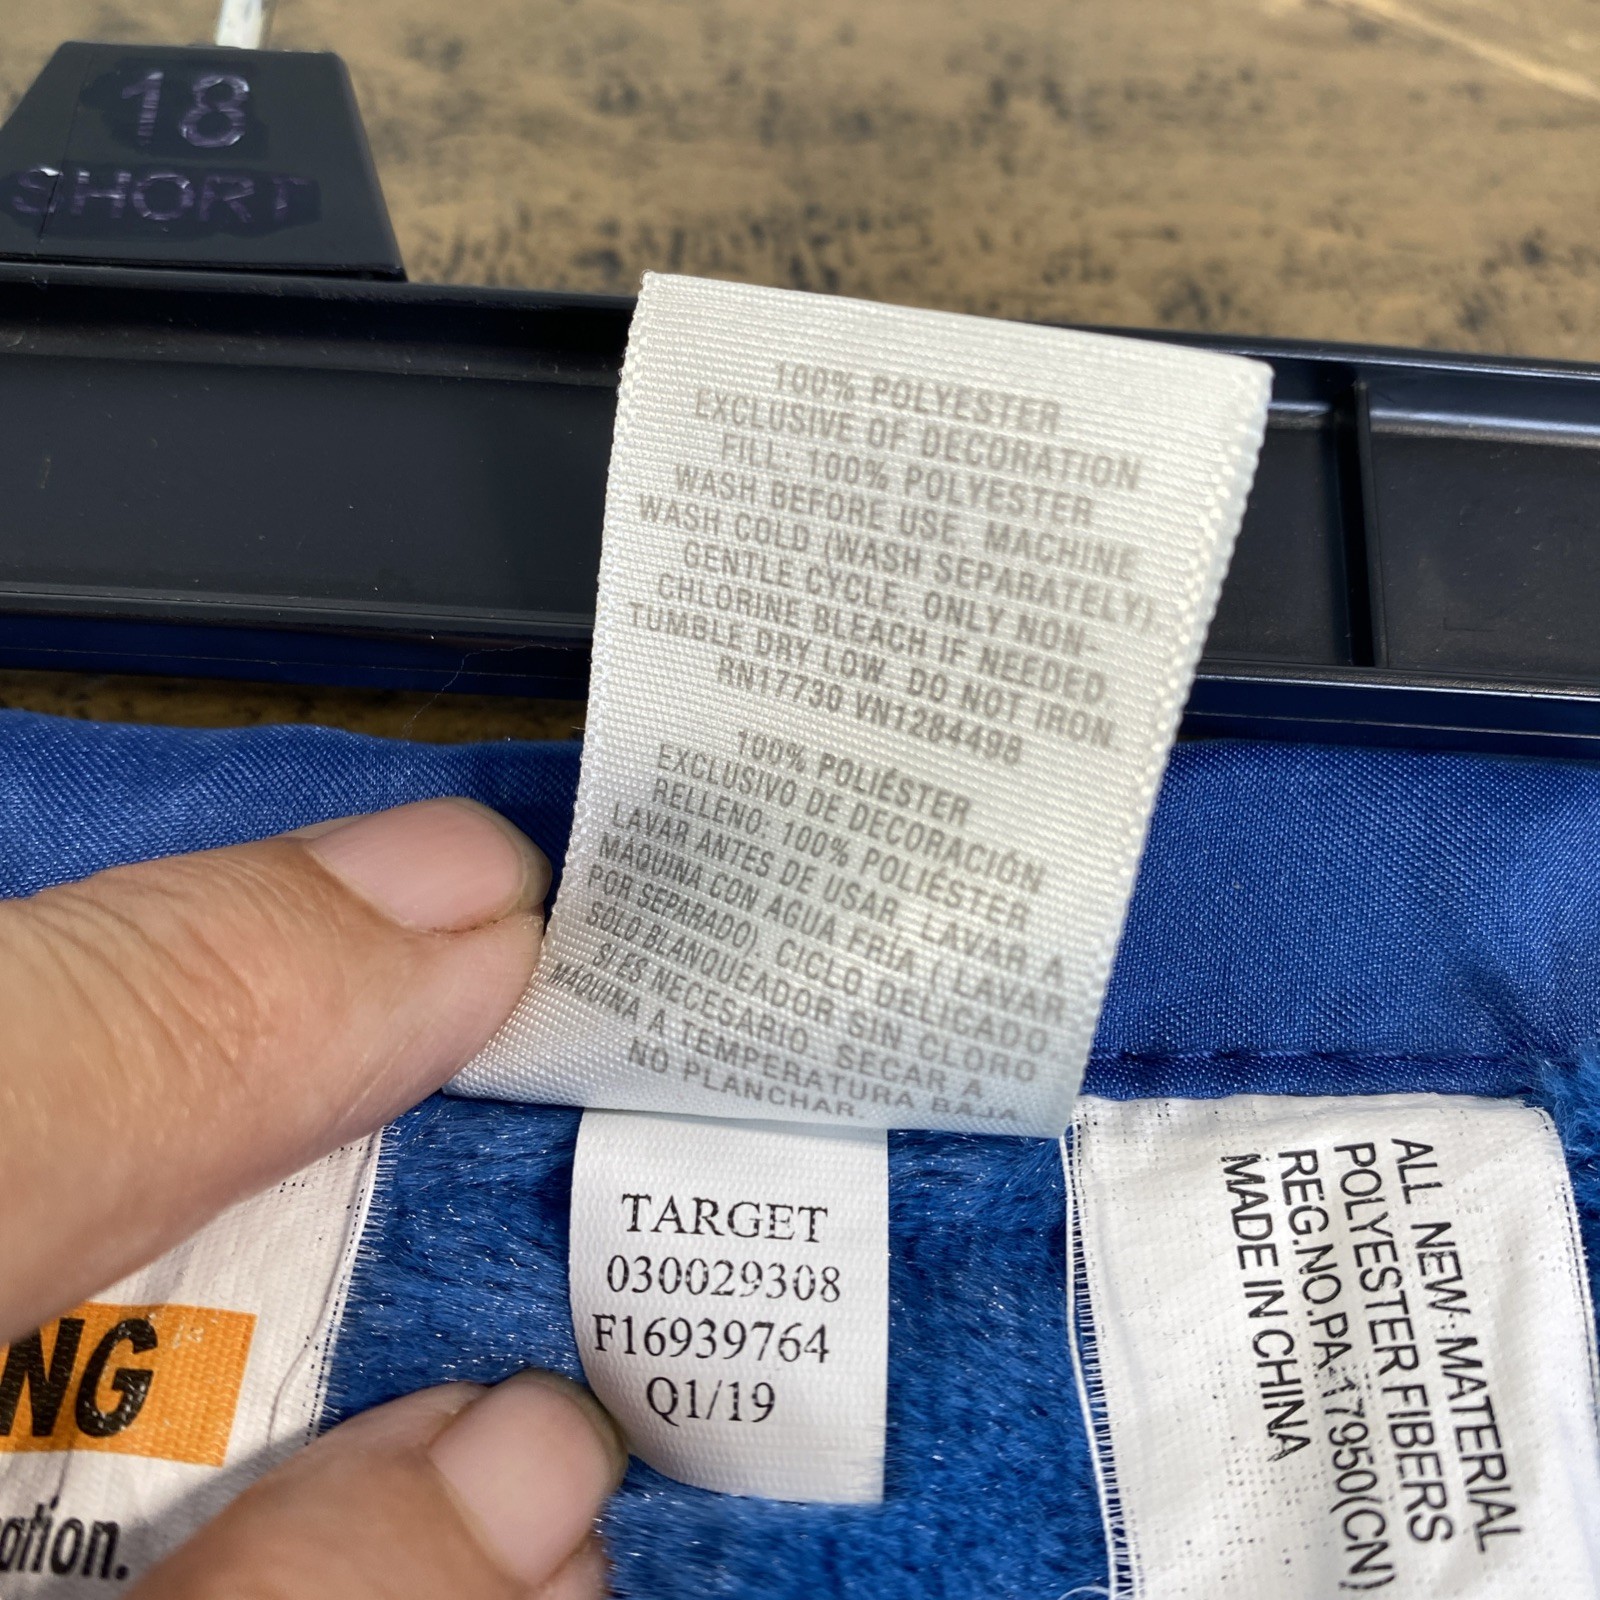 18
SHORT
100% POLYESTER
EXCLUSIVE OF DECORATION
FILL: 100% POLYESTER
WASH BEFORE USE. MACHINE
WASH COLD (WASH SEPARATELY),
GENTLE CYCLE. ONLY NON-
CHLORINE BLEACH IF NEEDED.
TUMBLE DRY LOW. DO NOT IRON.
RN17730 VN1284498
100% POLIÉSTER
EXCLUSIVO DE DECORACIÓN
RELLENO: 100% POLIÉSTER
LAVAR ANTES DE USAR. LAVAR A
MÁQUINA CON AGUA FRÍA ( LAVAR
POR SEPARADO), CICLO DELICADO.
SÓLO BLANQUEADOR SIN CLORO
SI ES NECESARIO. SECAR A
MÁQUINA A TEMPERATURA BAJA.
NO PLANCHAR.
TARGET
030029308
F16939764
Q1/19
NG
ation.
ALL NEW MATERIAL
POLYESTER FIBERS
REG.NO.PA-17950(CN)
MADE IN CHINA